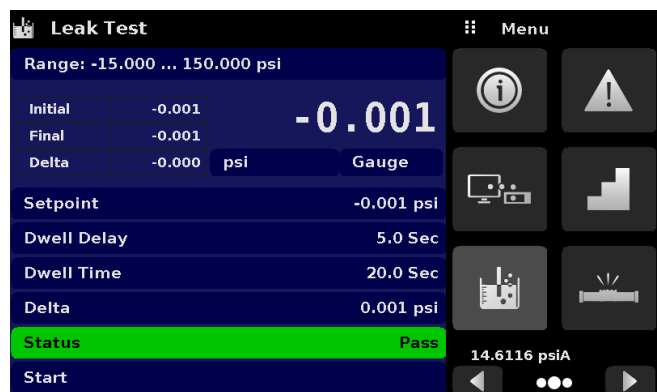 Leak Test
Menu
Range: -15.000 ... 150.000 psi
Initial -0.001
Final -0.001
Delta -0.000
-0.001
psi Gauge
Setpoint -0.001 psi
Dwell Delay 5.0 Sec
Dwell Time 20.0 Sec
Delta 0.001 psi
Status Pass
Start
14.6116 psiA